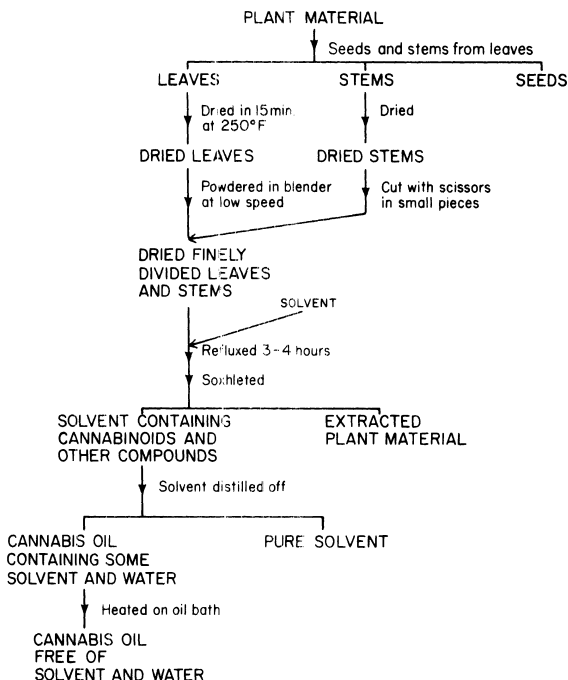 PLANT MATERIAL
Seeds and stems from leaves
LEAVES
STEMS
SEEDS
Dried in 15min.
at 250°F
Dried
DRIED LEAVES
DRIED STEMS
Powdered in blender
at low speed
Cut with scissors
in small pieces
DRIED FINELY
DIVIDED LEAVES
AND STEMS
SOLVENT
Refluxed 3-4 hours
Soxhleted
SOLVENT CONTAINING
CANNABINOIDS AND
OTHER COMPOUNDS
EXTRACTED
PLANT MATERIAL
Solvent distilled off
CANNABIS OIL
CONTAINING SOME
SOLVENT AND WATER
PURE SOLVENT
Heated on oil bath
CANNABIS OIL
FREE OF
SOLVENT AND WATER